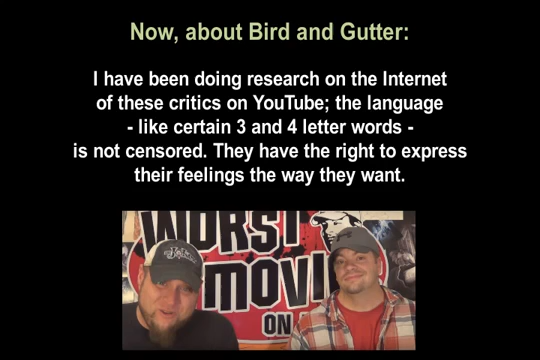 Now, about Bird and Gutter:
I have been doing research on the Internet
of these critics on YouTube; the language
- like certain 3 and 4 letter words -
is not censored. They have the right to express
their feelings the way they want.
WORST
MOVI
ON